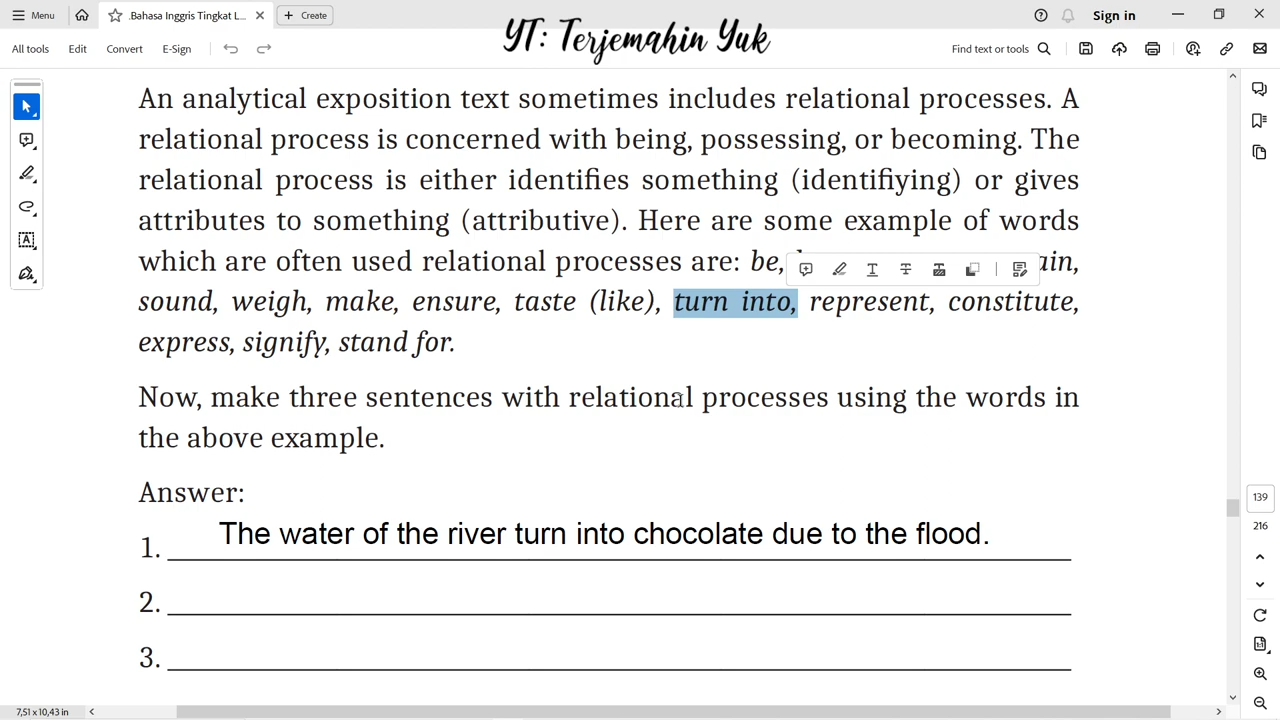 Menu
.Bahasa Inggris Tingkat L...
Create
Sign in
YT: Terjemahin Yuk
All tools Edit Convert E-Sign
Find text or tools
An analytical exposition text sometimes includes relational processes. A
relational process is concerned with being, possessing, or becoming. The
relational process is either identifies something (identifiying) or gives
attributes to something (attributive). Here are some example of words
which are often used relational processes are: be,
sound, weigh, make, ensure, taste (like), turn into, represent, constitute,
express, signify, stand for.
Now, make three sentences with relational processes using the words in
the above example.
Answer:
The water of the river turn into chocolate due to the flood.
1.
2.
3.
139
216
7,51 x 10,43 in